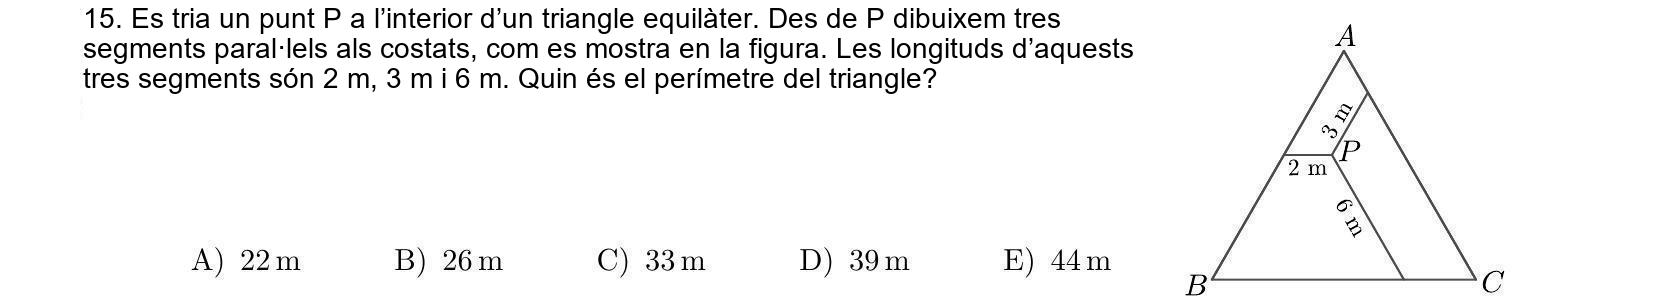 15. Es tria un punt P a l’interior d’un triangle equilàter. Des de P dibuixem tres
segments paral·lels als costats, com es mostra en la figura. Les longituds d’aquests
tres segments són 2 m, 3 m i 6 m. Quin és el perímetre del triangle?
A) 22 m B) 26 m C) 33 m D) 39 m E) 44 m
A
3 m
P
2 m
6 m
B
C